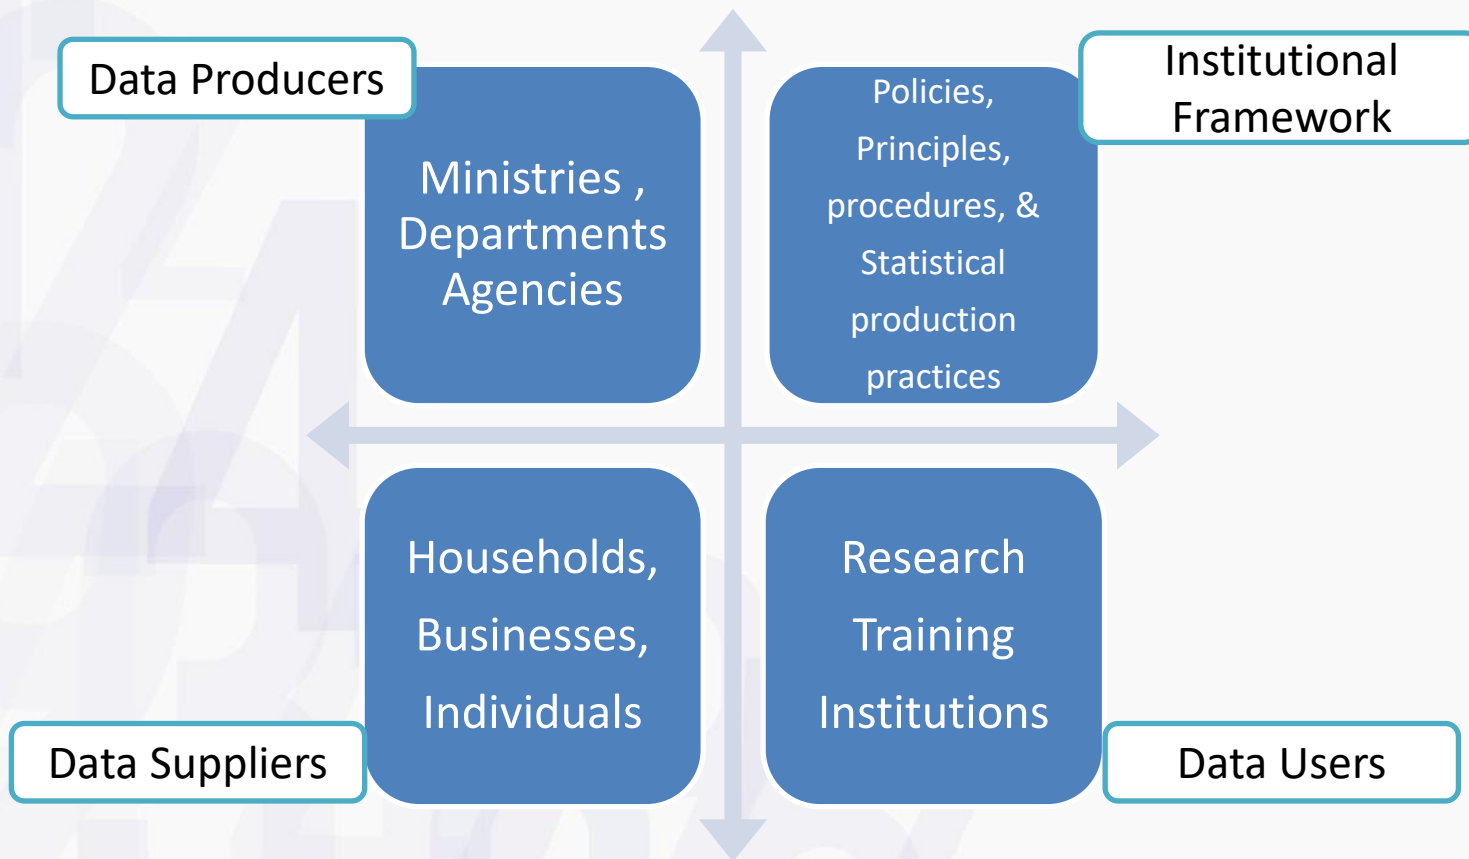 Data Producers
Ministries ,
Departments
Agencies
Institutional
Framework
Policies,
Principles,
procedures, &
Statistical
production
practices
Households,
Businesses,
Individuals
Data Suppliers
Research
Training
Institutions
Data Users